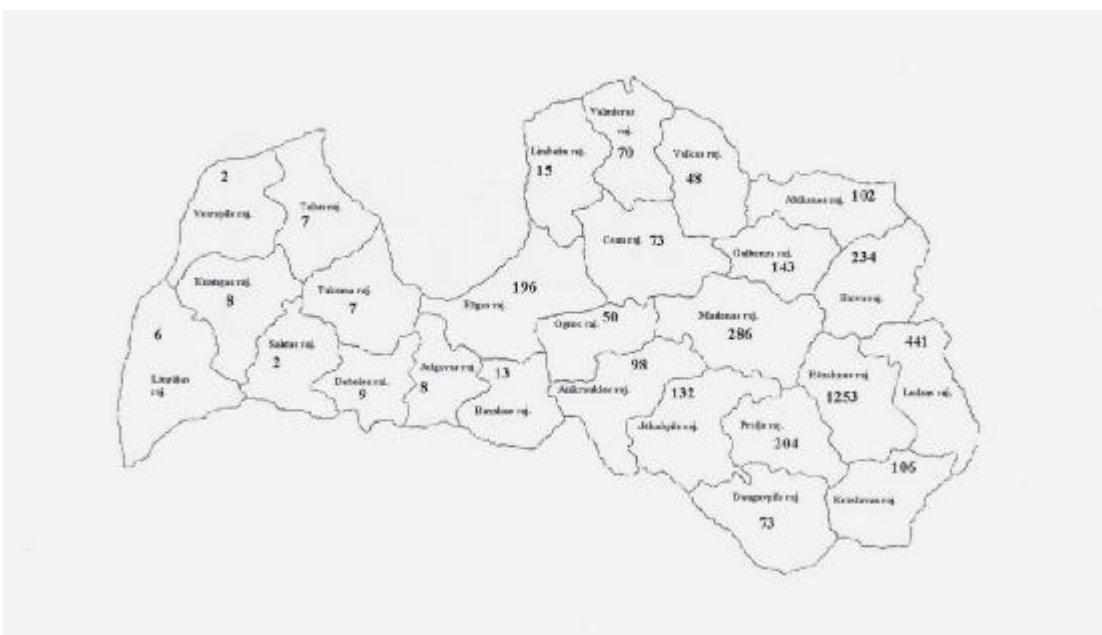 Valmieras
raj.
70
Limbažu raj.
15
Valkas raj.
48
2
Ventspils raj.
Talsu raj.
7
Alūksnes raj. 102
Cēsu raj. 73
Gulbenes raj.
143
234
Balvu raj.
Kuldīgas raj.
8
Tukuma raj.
7
196
Rīgas raj.
Ogres raj. 50
Madonas raj.
286
6
Liepājas
raj.
Saldus raj.
2
Dobeles raj.
9
Jelgavas raj.
8
13
Bauskas raj.
98
Aizkraukles raj.
441
Ludzas raj.
Rēzeknes raj.
1253
132
Jēkabpils raj.
Preiļu raj.
204
106
Krāslavas raj.
Daugavpils raj.
73